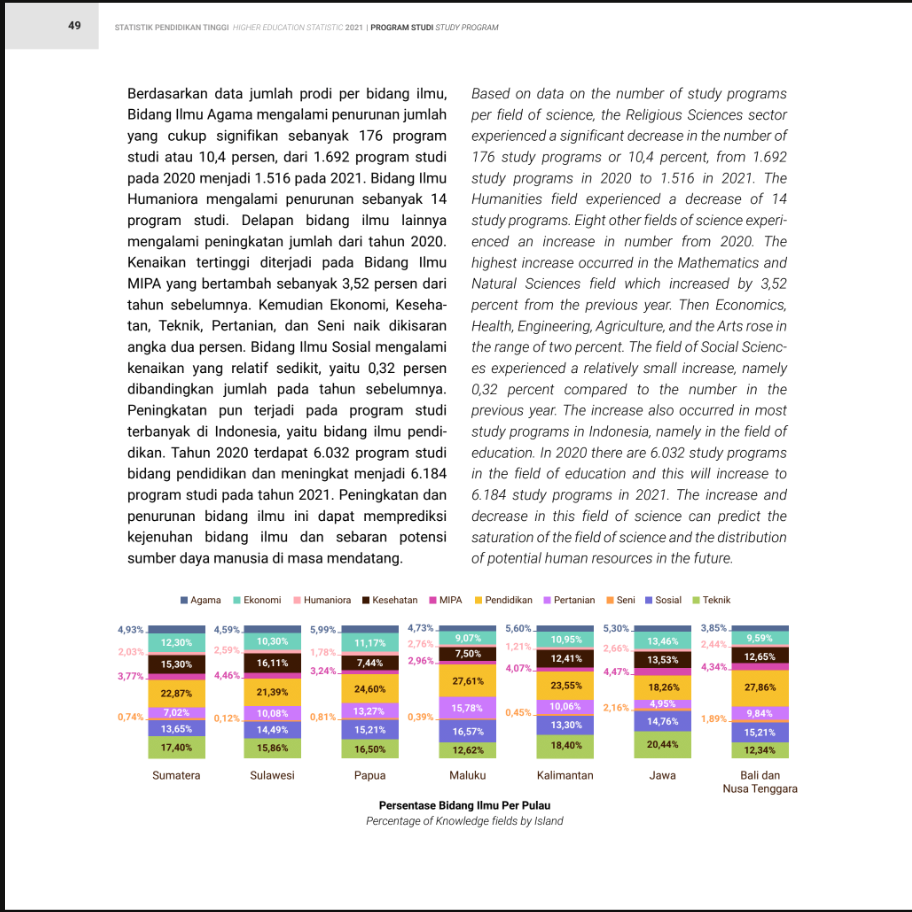 49
STATISTIK PENDIDIKAN TINGGI HIGHER EDUCATION STATISTIC 2021 | PROGRAM STUDI STUDY PROGRAM
Berdasarkan data jumlah prodi per bidang ilmu,
Bidang Ilmu Agama mengalami penurunan jumlah
yang cukup signifikan sebanyak 176 program
studi atau 10,4 persen, dari 1.692 program studi
pada 2020 menjadi 1.516 pada 2021. Bidang Ilmu
Humaniora mengalami penurunan sebanyak 14
program studi. Delapan bidang ilmu lainnya
mengalami peningkatan jumlah dari tahun 2020.
Kenaikan tertinggi diterjadi pada Bidang Ilmu
MIPA yang bertambah sebanyak 3,52 persen dari
tahun sebelumnya. Kemudian Ekonomi, Keseha-
tan, Teknik, Pertanian, dan Seni naik dikisaran
angka dua persen. Bidang Ilmu Sosial mengalami
kenaikan yang relatif sedikit, yaitu 0,32 persen
dibandingkan jumlah pada tahun sebelumnya.
Peningkatan pun terjadi pada program studi
terbanyak di Indonesia, yaitu bidang ilmu pendi-
dikan. Tahun 2020 terdapat 6.032 program studi
bidang pendidikan dan meningkat menjadi 6.184
program studi pada tahun 2021. Peningkatan dan
penurunan bidang ilmu ini dapat memprediksi
kejenuhan bidang ilmu dan sebaran potensi
sumber daya manusia di masa mendatang.
Based on data on the number of study programs
per field of science, the Religious Sciences sector
experienced a significant decrease in the number of
176 study programs or 10,4 percent, from 1.692
study programs in 2020 to 1.516 in 2021. The
Humanities field experienced a decrease of 14
study programs. Eight other fields of science experi-
enced an increase in number from 2020. The
highest increase occurred in the Mathematics and
Natural Sciences field which increased by 3,52
percent from the previous year. Then Economics,
Health, Engineering, Agriculture, and the Arts rose in
the range of two percent. The field of Social Scienc-
es experienced a relatively small increase, namely
0,32 percent compared to the number in the
previous year. The increase also occurred in most
study programs in Indonesia, namely in the field of
education. In 2020 there are 6.032 study programs
in the field of education and this will increase to
6.184 study programs in 2021. The increase and
decrease in this field of science can predict the
saturation of the field of science and the distribution
of potential human resources in the future.
Agama Ekonomi Humaniora Kesehatan MIPA Pendidikan Pertanian Seni Sosial Teknik
4,93%
12,30%
2,03%
15,30%
3,77%
22,87%
7,02%
0,74%
13,65%
17,40%
Sumatera
4,59%
10,30%
2,59%
16,11%
4,46%
21,39%
10,08%
0,12%
14,49%
15,86%
Sulawesi
5,99%
11,17%
1,78%
7,44%
3,24%
24,60%
13,27%
0,81%
15,21%
16,50%
Papua
4,73%
9,07%
2,76%
7,50%
2,96%
27,61%
15,78%
0,39%
16,57%
12,62%
Maluku
5,60%
10,95%
1,21%
12,41%
4,07%
23,55%
10,06%
0,45%
13,30%
18,40%
Kalimantan
5,30%
13,46%
2,66%
13,53%
4,47%
18,26%
4,95%
2,16%
14,76%
20,44%
Jawa
3,85%
9,59%
2,44%
12,65%
4,34%
27,86%
9,84%
1,89%
15,21%
12,34%
Bali dan
Nusa Tenggara
Persentase Bidang Ilmu Per Pulau
Percentage of Knowledge fields by Island